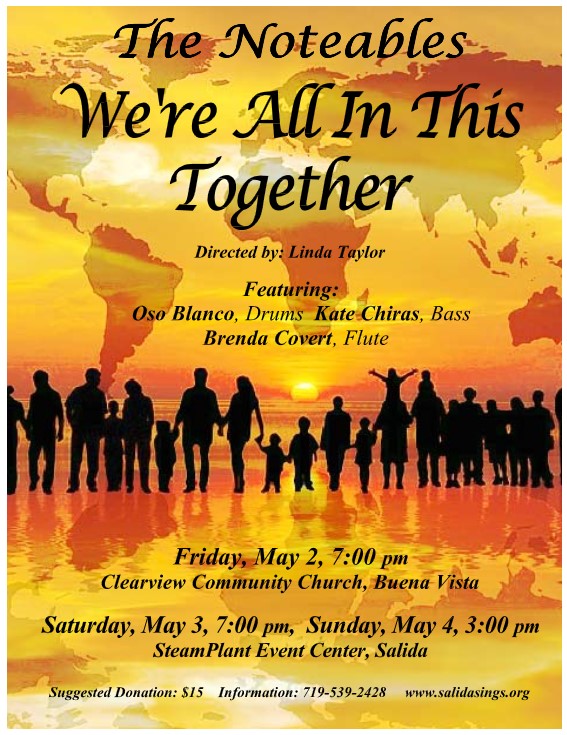 The Noteables
We're All In This
Together
Directed by: Linda Taylor
Featuring:
Oso Blanco, Drums  Kate Chiras, Bass
Brenda Covert, Flute
Friday, May 2, 7:00 pm
Clearview Community Church, Buena Vista
Saturday, May 3, 7:00 pm,  Sunday, May 4, 3:00 pm
SteamPlant Event Center, Salida
Suggested Donation: $15  Information: 719-539-2428  www.salidasings.org